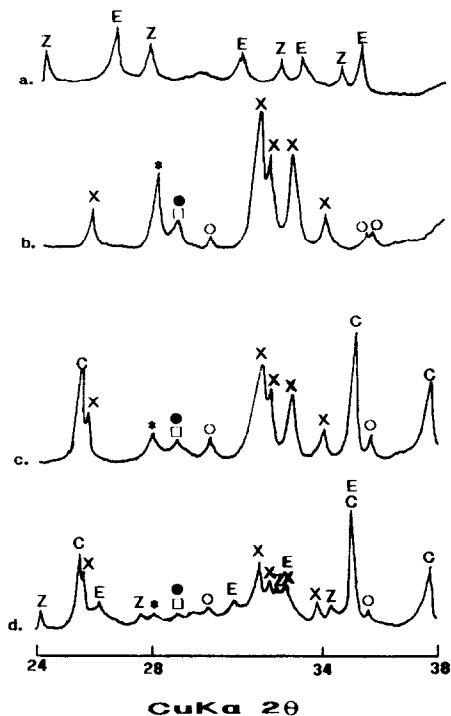 Z E Z E Z E Z E
a.
X * ● □ O X X X X O O
b.
C X * ● □ O X X X X C O C
c.
Z C X E Z * ● □ O E X X Z E X X Z E C O C
d.
24 28 34 38
CuKa 2θ